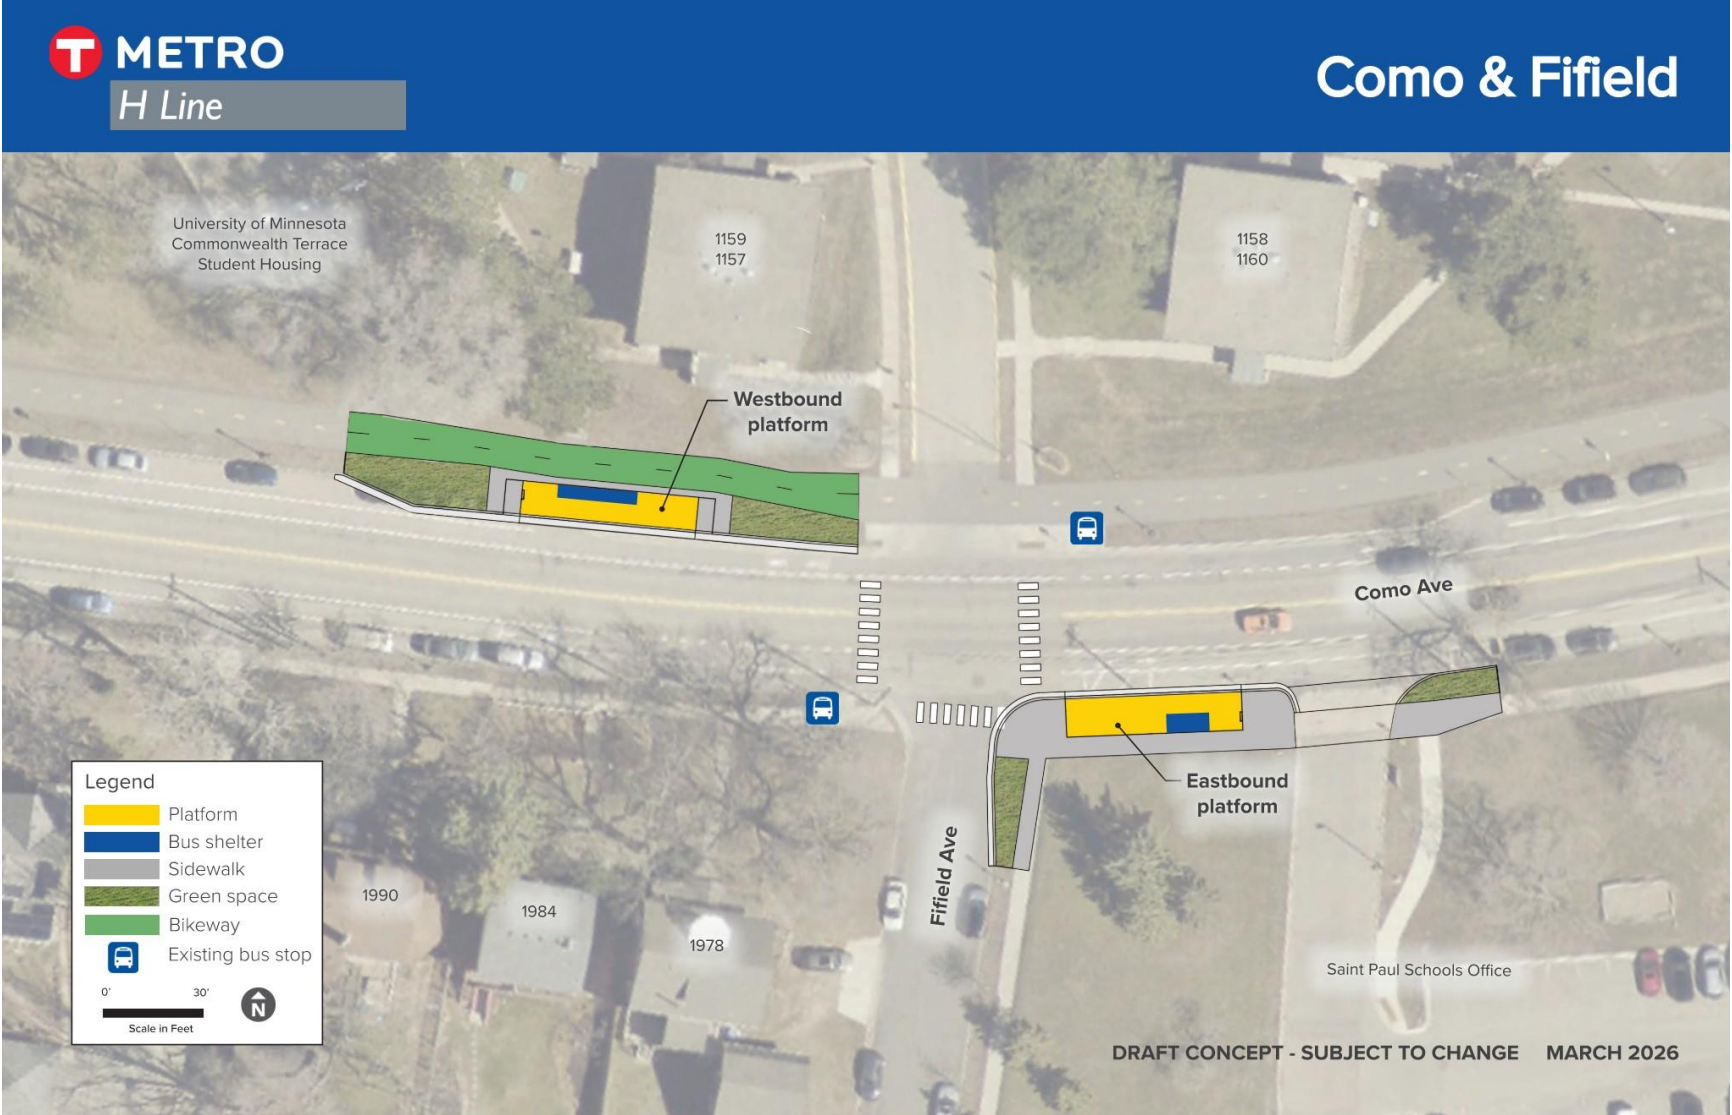 T METRO
H Line
Como & Fifield
University of Minnesota
Commonwealth Terrace
Student Housing
1159
1157
1158
1160
Westbound
platform
Como Ave
Eastbound
platform
Fifield Ave
Legend
Platform
Bus shelter
Sidewalk
Green space
Bikeway
Existing bus stop
0' 30'
Scale in Feet
N
1990
1984
1978
Saint Paul Schools Office
DRAFT CONCEPT - SUBJECT TO CHANGE MARCH 2026